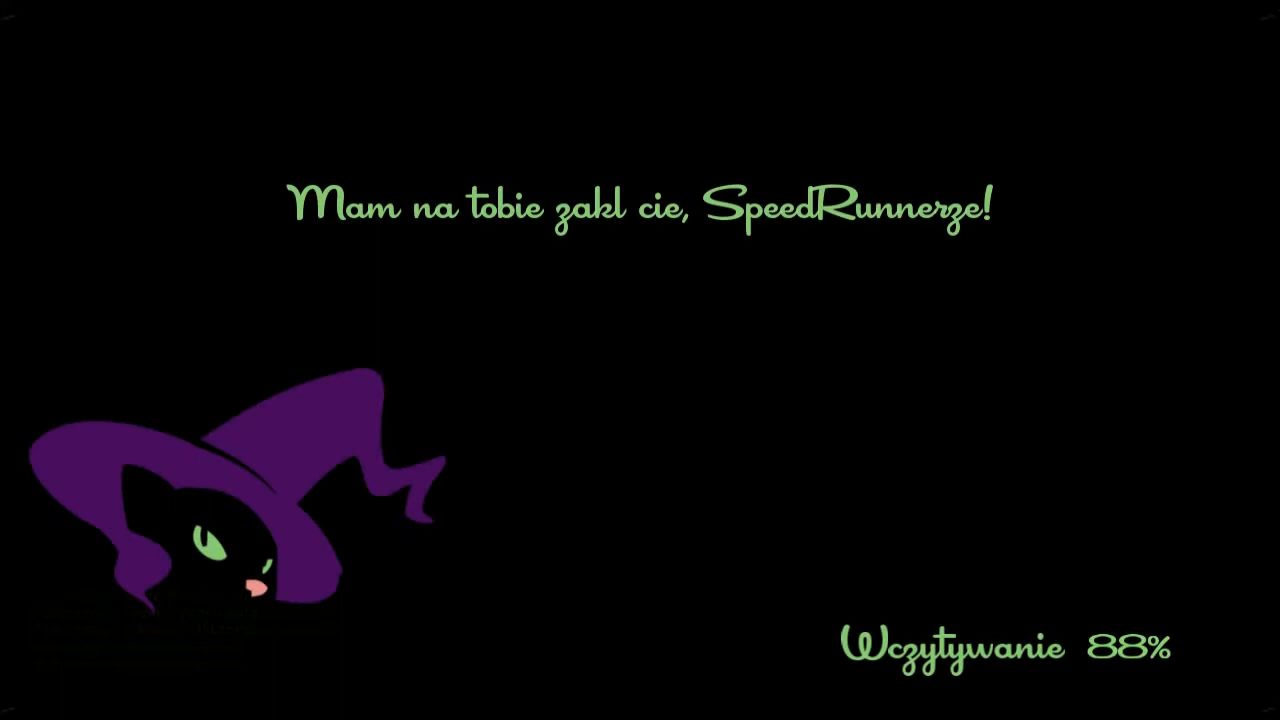 Mam na tobie zakl cie, SpeedRunnerze!
Wczytywanie 88%